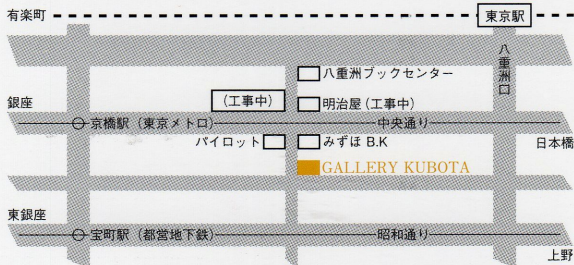 有楽町
東京駅
八重洲口
八重洲ブックセンター
(工事中)
明治屋(工事中)
銀座
京橋駅(東京メトロ)
中央通り
パイロット
みずほ B.K
日本橋
GALLERY KUBOTA
東銀座
宝町駅(都営地下鉄)
昭和通り
上野